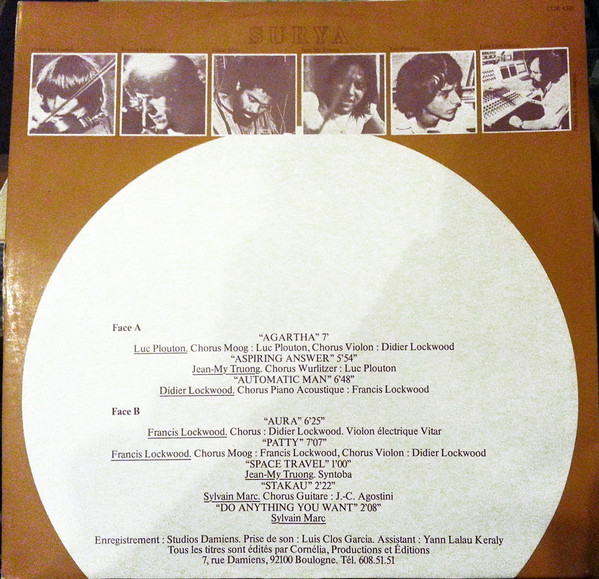 SURYA
Face A
"AGARTHA" 7'
Luc Plouton. Chorus Moog : Luc Plouton, Chorus Violon : Didier Lockwood
"ASPIRING ANSWER" 5'54"
Jean-My Truong. Chorus Wurlitzer : Luc Plouton
"AUTOMATIC MAN" 6'48"
Didier Lockwood. Chorus Piano Acoustique : Francis Lockwood
Face B
"AURA" 6'25"
Francis Lockwood. Chorus : Didier Lockwood. Violon électrique Vitar
"PATTY" 7'07"
Francis Lockwood. Chorus Moog : Francis Lockwood, Chorus Violon : Didier Lockwood
"SPACE TRAVEL" 1'00"
Jean-My Truong. Syntoba
"STAKAU" 2'22"
Sylvain Marc. Chorus Guitare : J.-C. Agostini
"DO ANYTHING YOU WANT" 2'08"
Sylvain Marc
Enregistrement : Studios Damiens. Prise de son : Luis Clos Garcia. Assistant : Yann Lalau Keraly
Tous les titres sont édités par Cornélia, Productions et Éditions
7, rue Damiens, 92100 Boulogne. Tél. 608.51.51